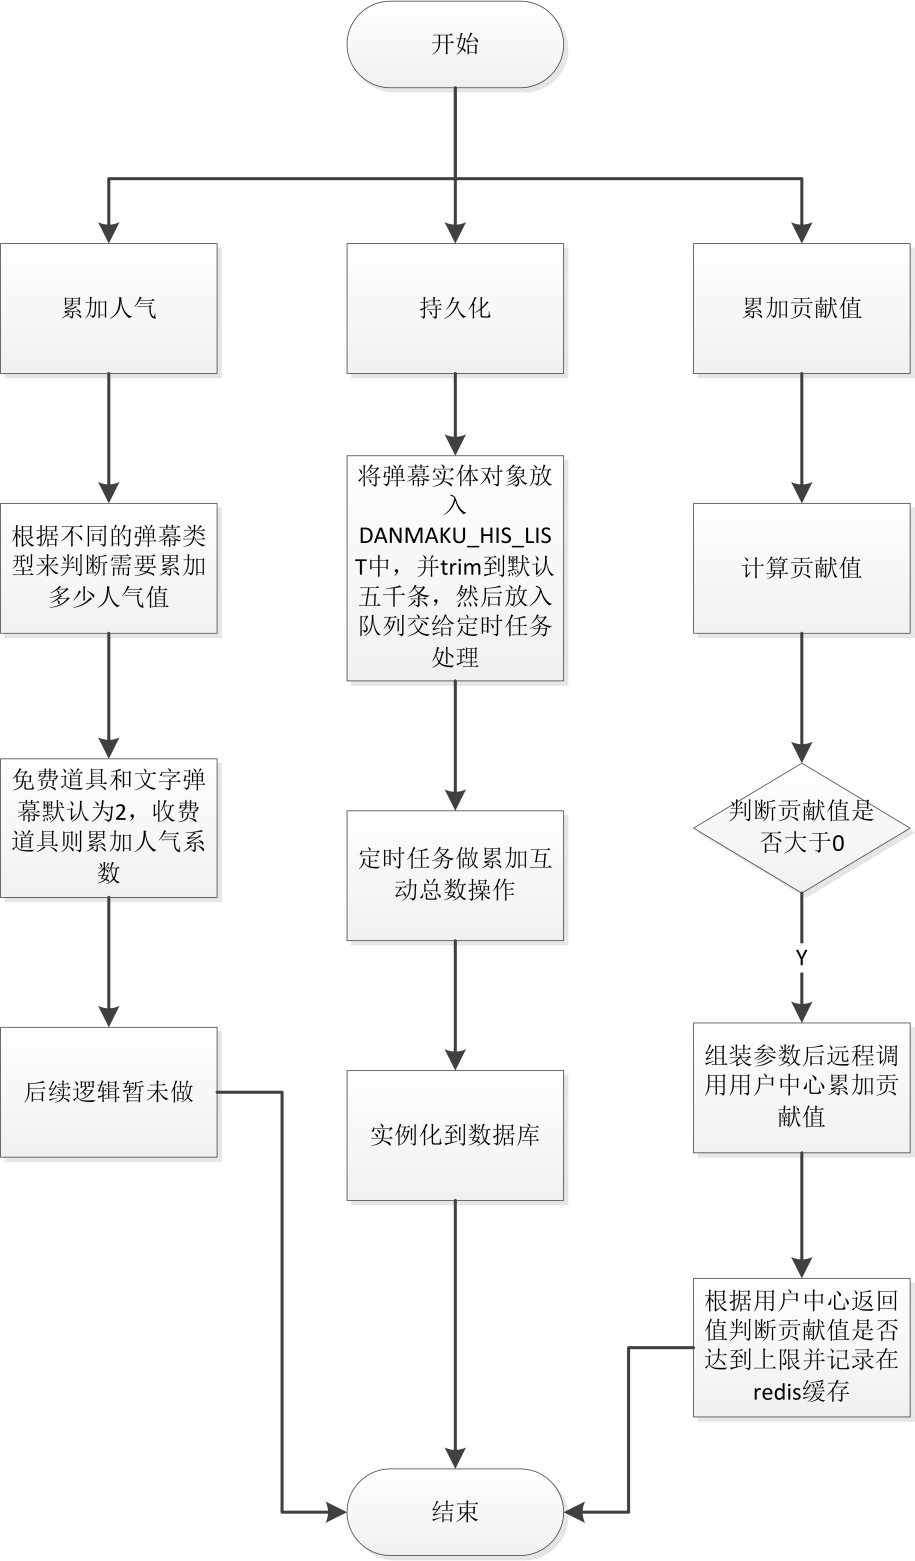 开始
累加人气
持久化
累加贡献值
根据不同的弹幕类
型来判断需要累加
多少人气值
将弹幕实体对象放
入
DANMAKU_HIS_LIS
T中，并trim到默认
五千条，然后放入
队列交给定时任务
处理
计算贡献值
免费道具和文字弹
幕默认为2，收费
道具则累加人气系
数
定时任务做累加互
动总数操作
判断贡献值是
否大于0
Y
后续逻辑暂未做
实例化到数据库
组装参数后远程调
用用户中心累加贡
献值
根据用户中心返回
值判断贡献值是否
达到上限并记录在
redis缓存
结束